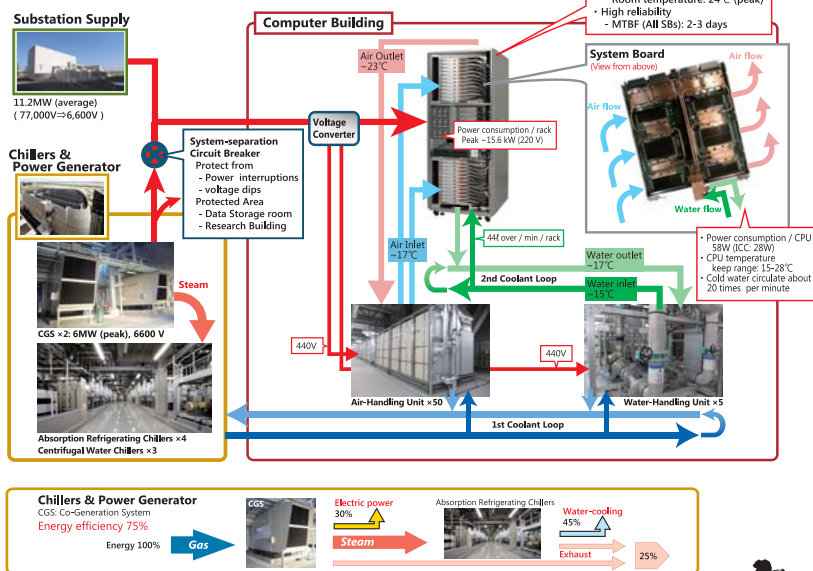 Substation Supply
11.2MW (average)
( 77,000V⇒6,600V )
Chillers &
Power Generator
System-separation
Circuit Breaker
Protect from
- Power interruptions
- voltage dips
Protected Area
- Data Storage room
- Research Building
Steam
CGS ×2: 6MW (peak), 6600 V
Absorption Refrigerating Chillers ×4
Centrifugal Water Chillers ×3
Computer Building
Air Outlet
~23℃
Voltage
Converter
Power consumption / rack
Peak ~15.6 kW (220 V)
Air Inlet
~17℃
44ℓ over / min / rack
Water outlet
~17℃
2nd Coolant Loop
Water inlet
~15℃
440V
440V
Air-Handling Unit ×50
Water-Handling Unit ×5
1st Coolant Loop
Room temperature: 24℃ (peak)
・High reliability
- MTBF (All SBs): 2-3 days
System Board
(View from above)
Air flow
Air flow
Water flow
・Power consumption / CPU
58W (ICC: 28W)
・CPU temperature
keep range: 15-28℃
・Cold water circulate about
20 times per minute
Chillers & Power Generator
CGS: Co-Generation System
Energy efficiency 75%
Energy 100%
Gas
CGS
Electric power
30%
Steam
Absorption Refrigerating Chillers
Water-cooling
45%
Exhaust
25%